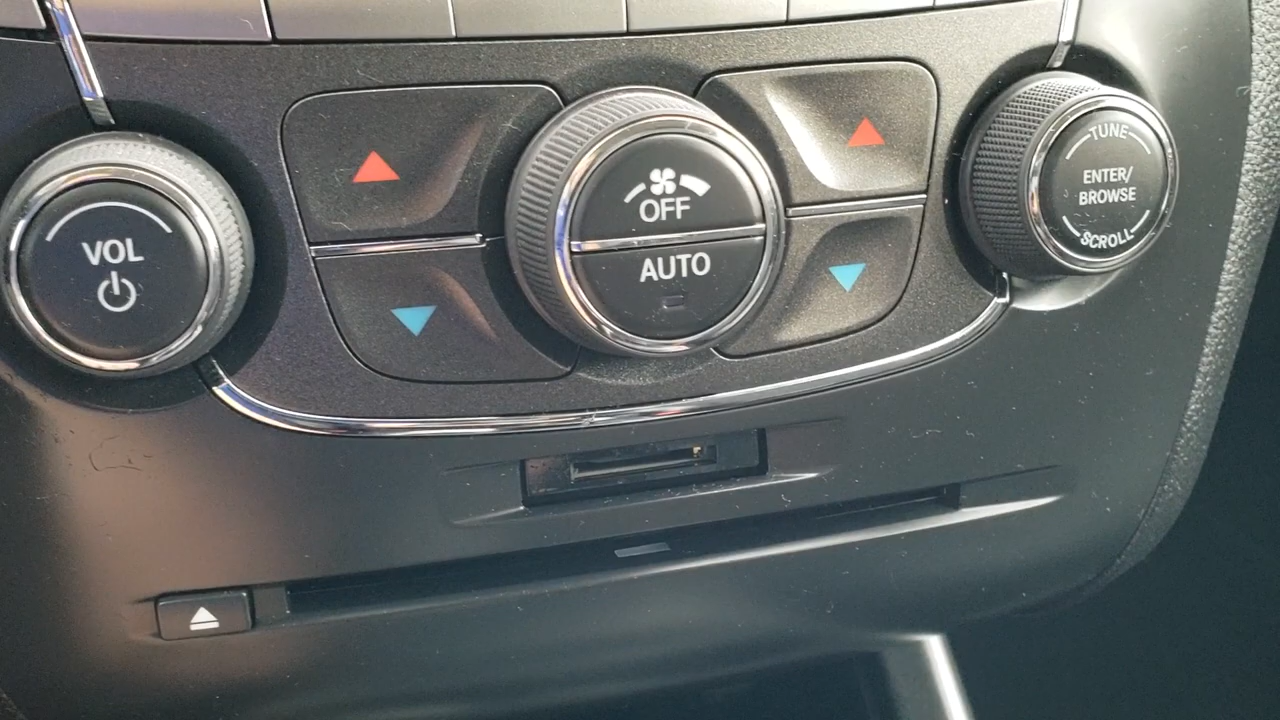 VOL
OFF
AUTO
TUNE
ENTER/
BROWSE
SCROLL